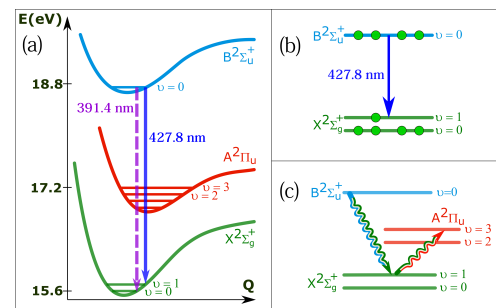 E(eV)
(a)
B²Σu⁺
υ = 0
18.8
391.4 nm
427.8 nm
A²Πu
υ = 3
υ = 2
17.2
X²Σg⁺
υ = 1
υ = 0
15.6
Q
(b)
B²Σu⁺
υ = 0
427.8 nm
X²Σg⁺
υ = 1
υ = 0
(c)
B²Σu⁺
υ=0
A²Πu
υ = 3
υ = 2
X²Σg⁺
υ = 1
υ = 0